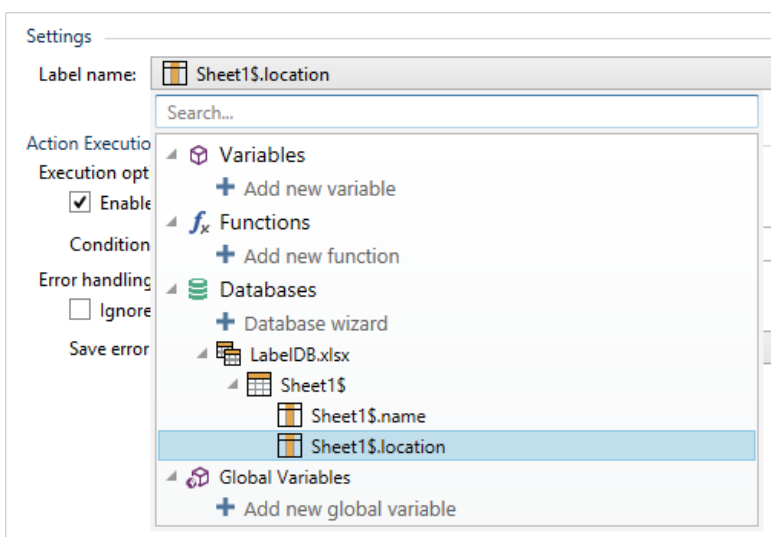 Settings
Label name: Sheet1$.location
Search...
Action Executio
Variables
Execution opt
Add new variable
Enable
Functions
Condition
Add new function
Error handling
Databases
Ignore
Database wizard
Save error
LabelDB.xlsx
Sheet1$
Sheet1$.name
Sheet1$.location
Global Variables
Add new global variable